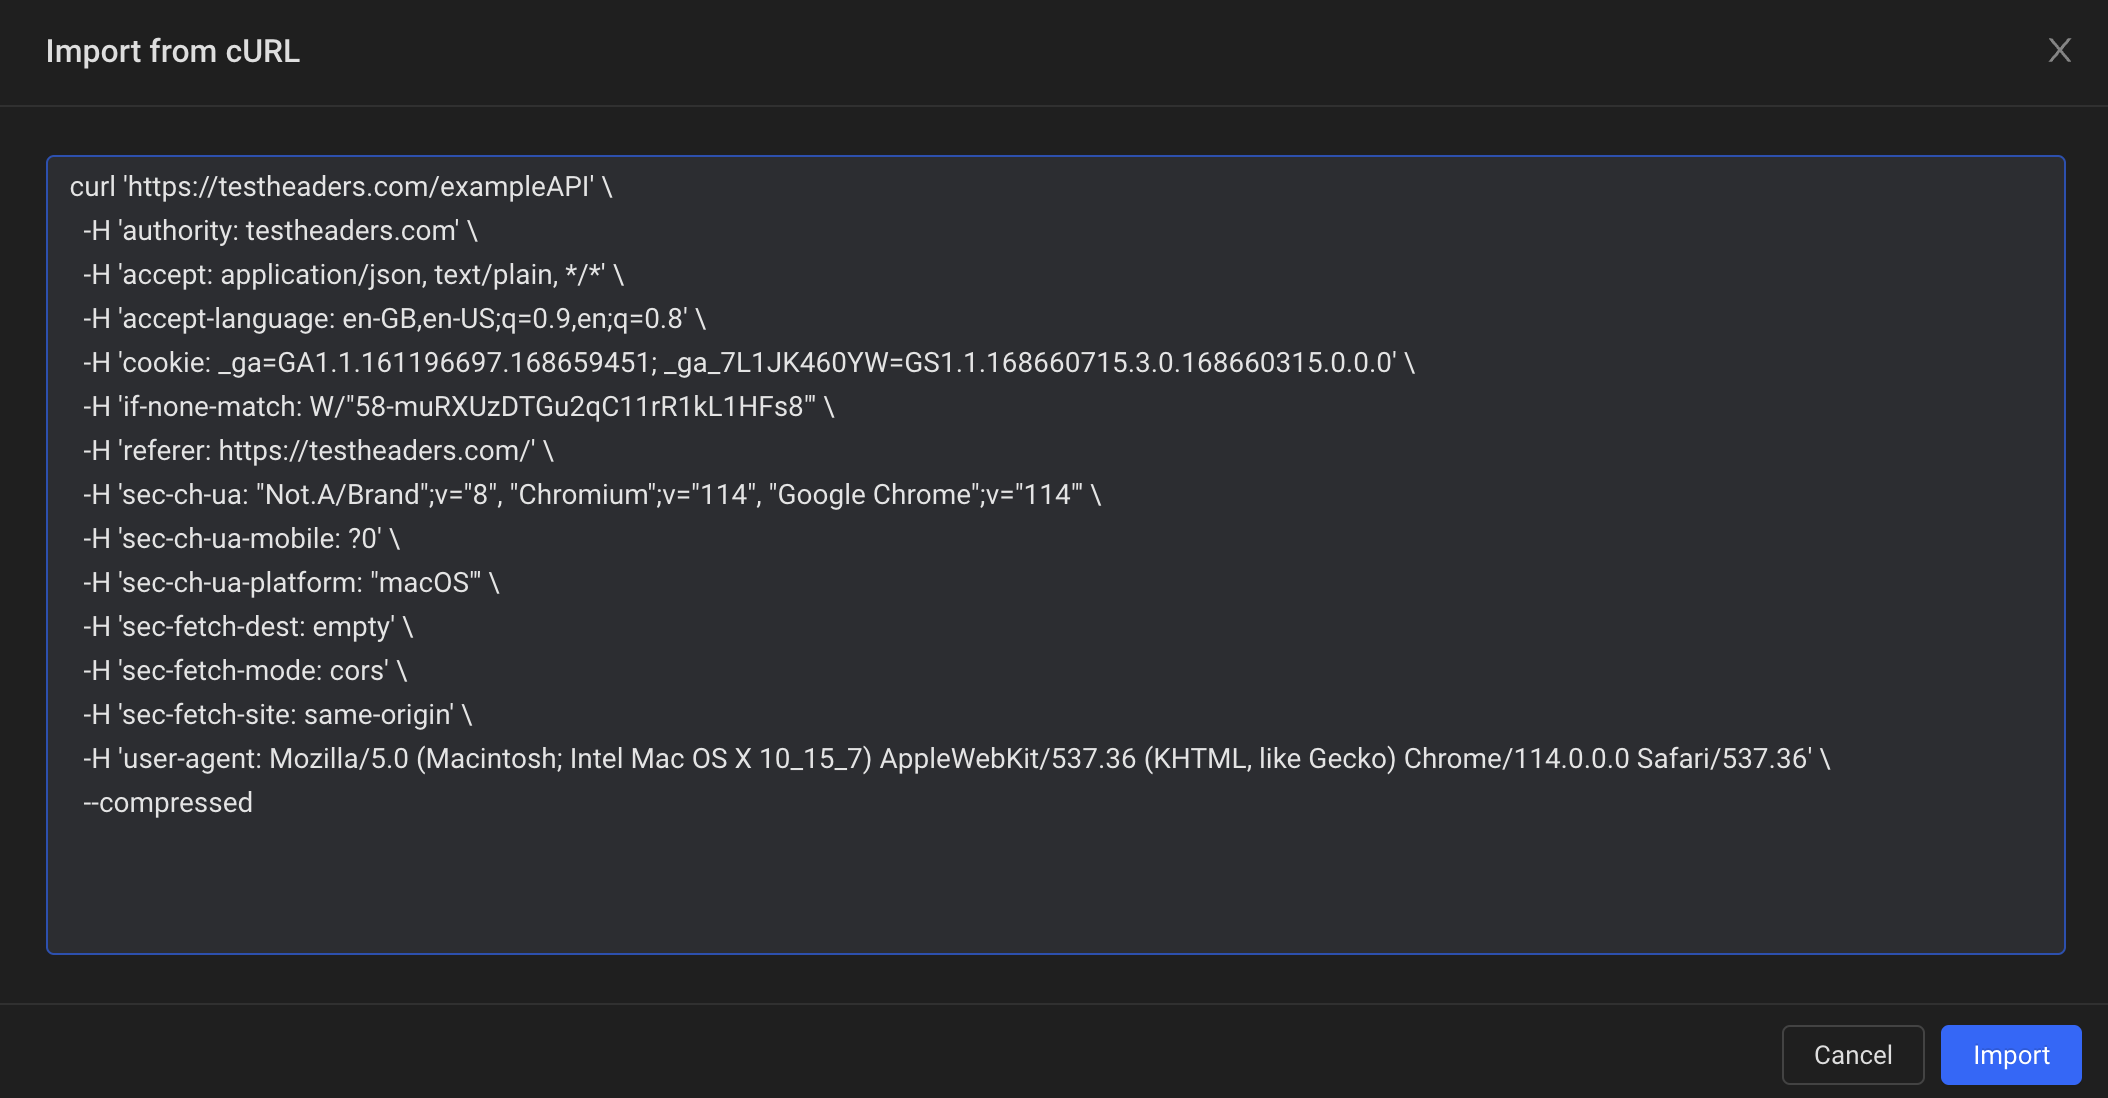 Import from cURL
curl 'https://testheaders.com/exampleAPI' \
-H 'authority: testheaders.com' \
-H 'accept: application/json, text/plain, */*' \
-H 'accept-language: en-GB,en-US;q=0.9,en;q=0.8' \
-H 'cookie: _ga=GA1.1.161196697.168659451; _ga_7L1JK460YW=GS1.1.168660715.3.0.168660315.0.0.0' \
-H 'if-none-match: W/"58-muRXUzDTGu2qC11rR1kL1HFs8"' \
-H 'referer: https://testheaders.com/' \
-H 'sec-ch-ua: "Not.A/Brand";v="8", "Chromium";v="114", "Google Chrome";v="114"' \
-H 'sec-ch-ua-mobile: ?0' \
-H 'sec-ch-ua-platform: "macOS"' \
-H 'sec-fetch-dest: empty' \
-H 'sec-fetch-mode: cors' \
-H 'sec-fetch-site: same-origin' \
-H 'user-agent: Mozilla/5.0 (Macintosh; Intel Mac OS X 10_15_7) AppleWebKit/537.36 (KHTML, like Gecko) Chrome/114.0.0.0 Safari/537.36' \
--compressed
Cancel
Import